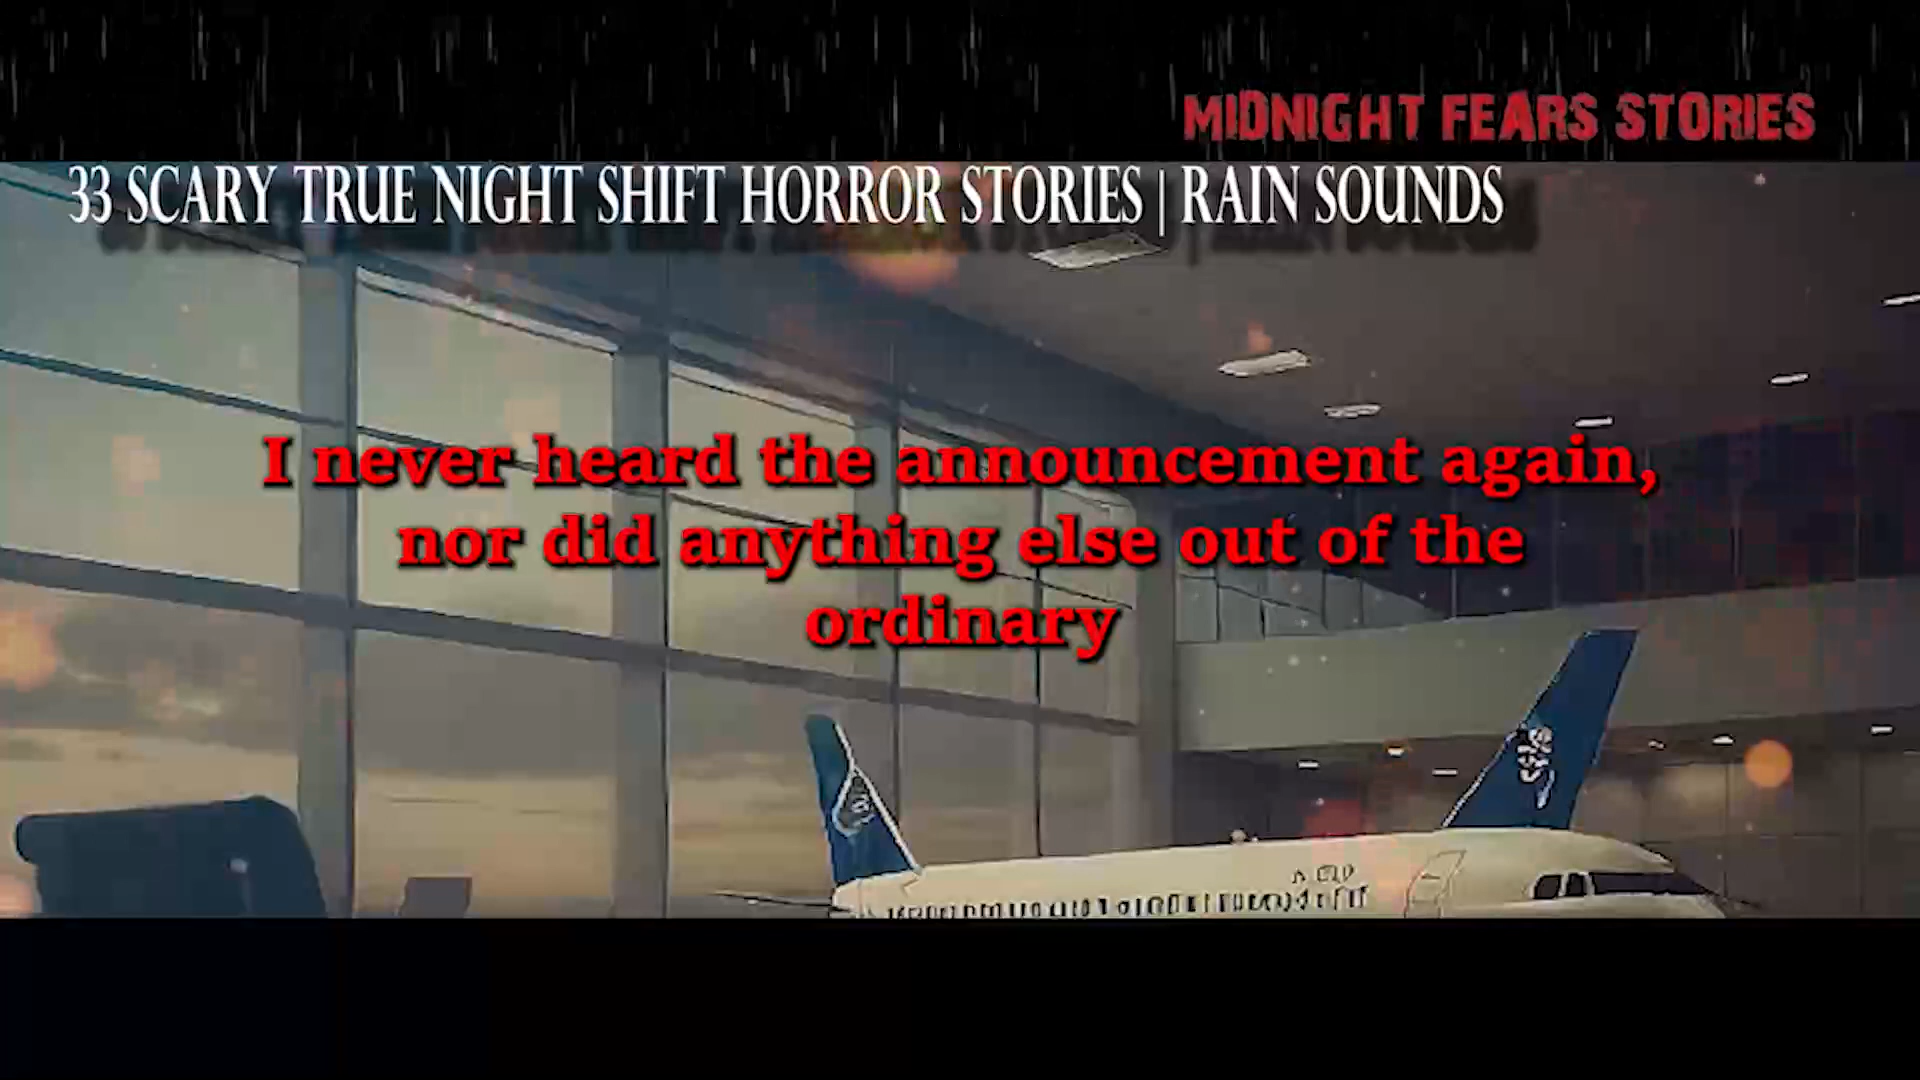 MIDNIGHT FEARS STORIES
33 SCARY TRUE NIGHT SHIFT HORROR STORIES | RAIN SOUNDS
I never heard the announcement again,
nor did anything else out of the
ordinary